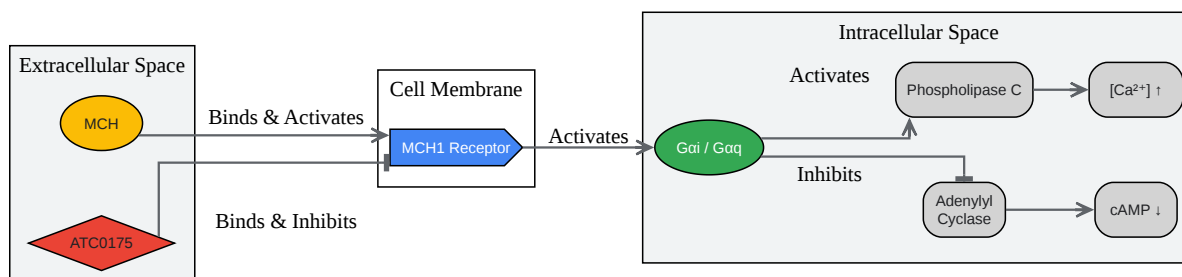 Extracellular Space
MCH
ATC0175
Binds & Activates
Binds & Inhibits
Cell Membrane
MCH1 Receptor
Activates
Intracellular Space
Gαi / Gαq
Activates
Inhibits
Phospholipase C
[Ca²⁺] ↑
Adenylyl
Cyclase
cAMP ↓